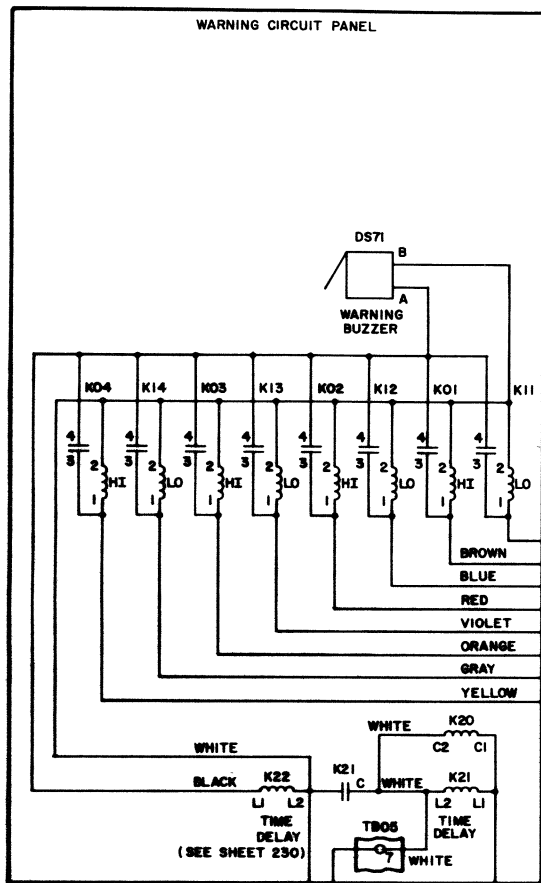 WARNING CIRCUIT PANEL
DS71
B
A
WARNING
BUZZER
K04 K14 K03 K13 K02 K12 K01 K11
4 4 4 4 4 4 4 4
3 3 3 3 3 3 3 3
2 2 2 2 2 2 2 2
HI LO HI LO HI LO HI LO
1 1 1 1 1 1 1 1
BROWN
BLUE
RED
VIOLET
ORANGE
GRAY
YELLOW
WHITE
WHITE K20
C2 C1
BLACK K22 K21 C WHITE K21
L1 L2 L2 L1
TIME
DELAY
(SEE SHEET 230)
TIME
DELAY
TB05
7
WHITE